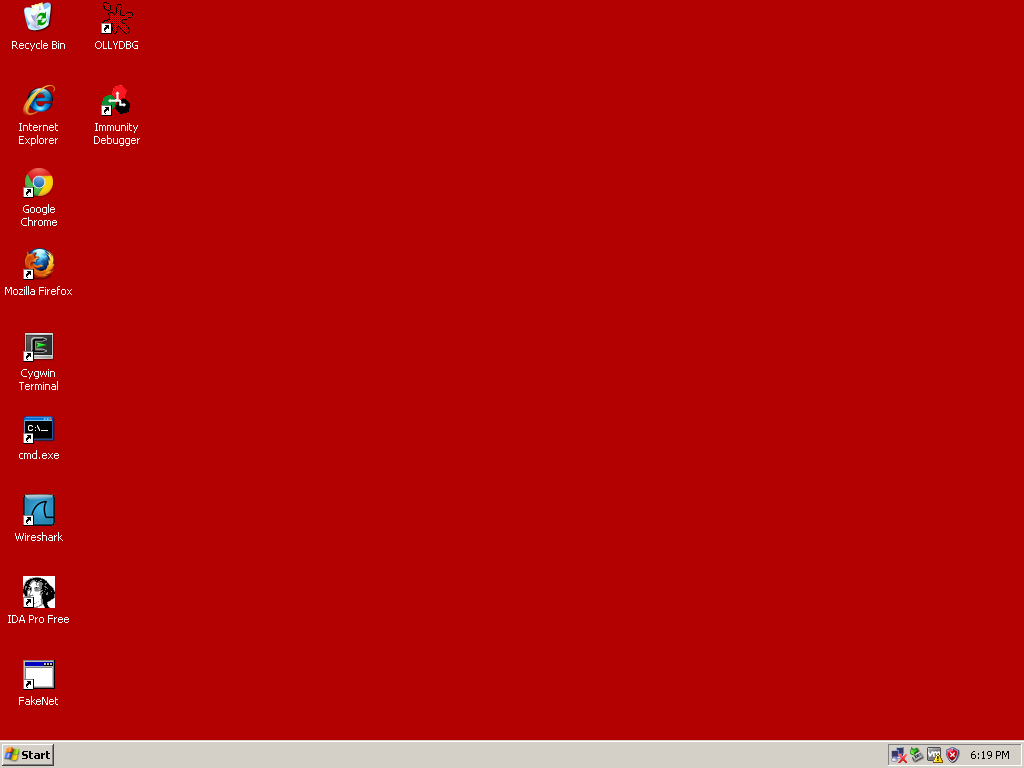 Recycle Bin
OLLYDBG
Internet
Explorer
Immunity
Debugger
Google
Chrome
Mozilla Firefox
Cygwin
Terminal
C:\_
cmd.exe
Wireshark
IDA Pro Free
FakeNet
Start
6:19 PM